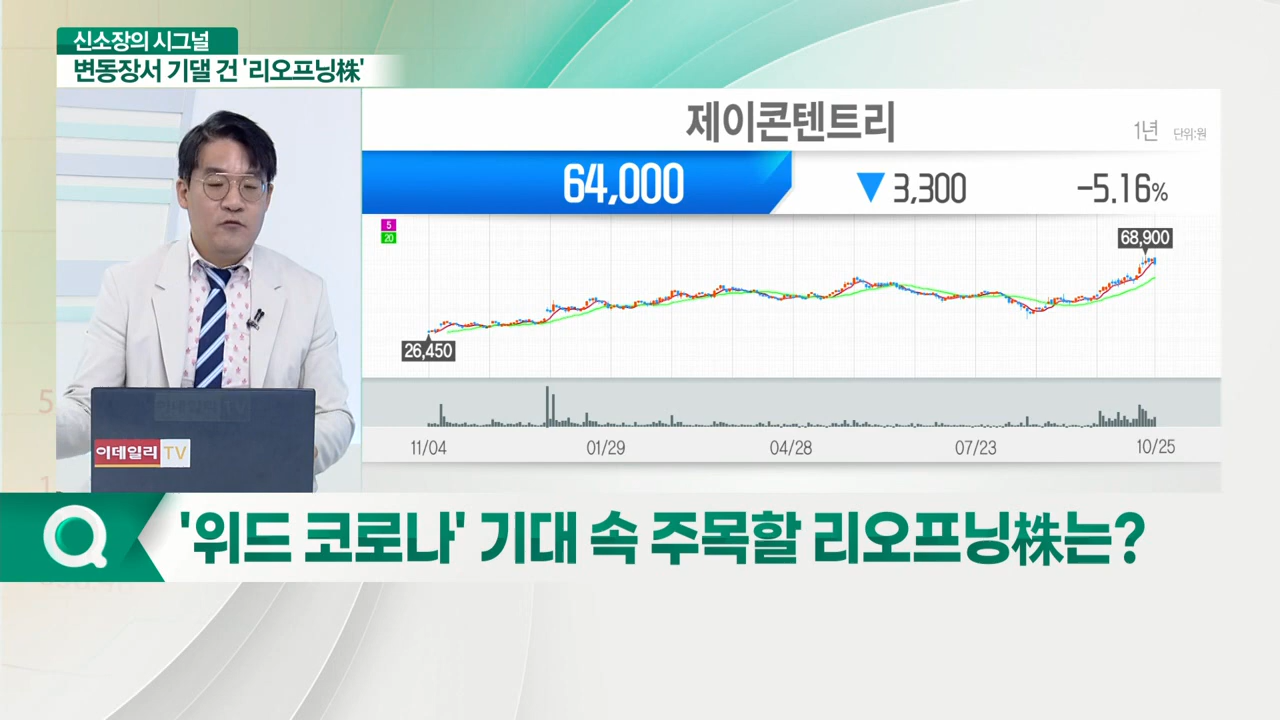 신소장의 시그널
변동장서 기댈 건 '리오프닝株'
제이콘텐트리
1년 단위:원
64,000 ▼3,300 -5.16%
5
20
68,900
26,450
11/04 01/29 04/28 07/23 10/25
이데일리 TV
Q '위드 코로나' 기대 속 주목할 리오프닝株는?